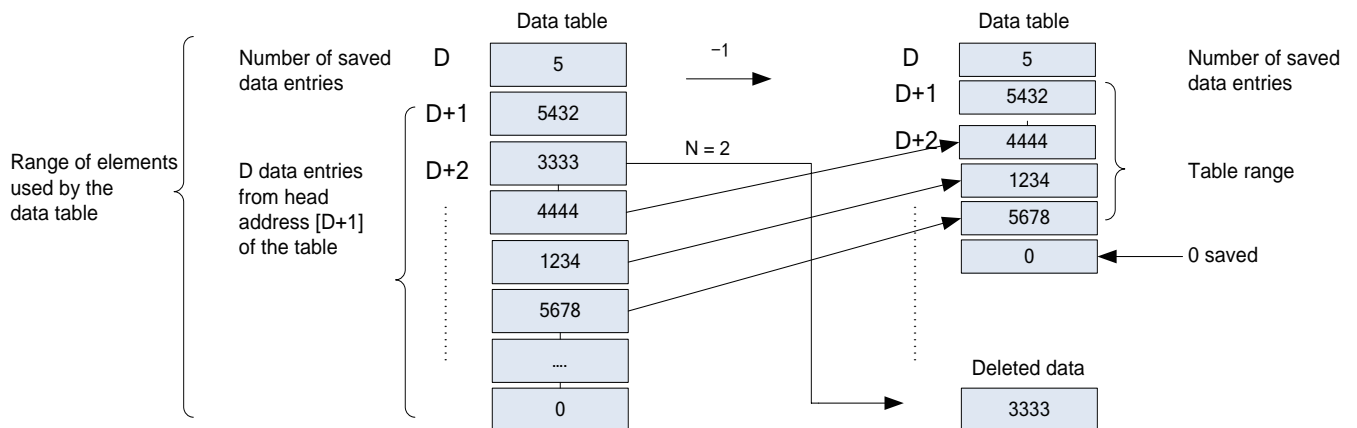 Data table
Data table
Number of saved
data entries
D
5
−1
D
5
Number of saved
data entries
D+1
5432
D+1
5432
D+2
3333
N = 2
D+2
4444
Range of elements
used by the
data table
D data entries
from head
address [D+1]
of the table
4444
1234
Table range
1234
5678
5678
0
0 saved
....
0
Deleted data
3333